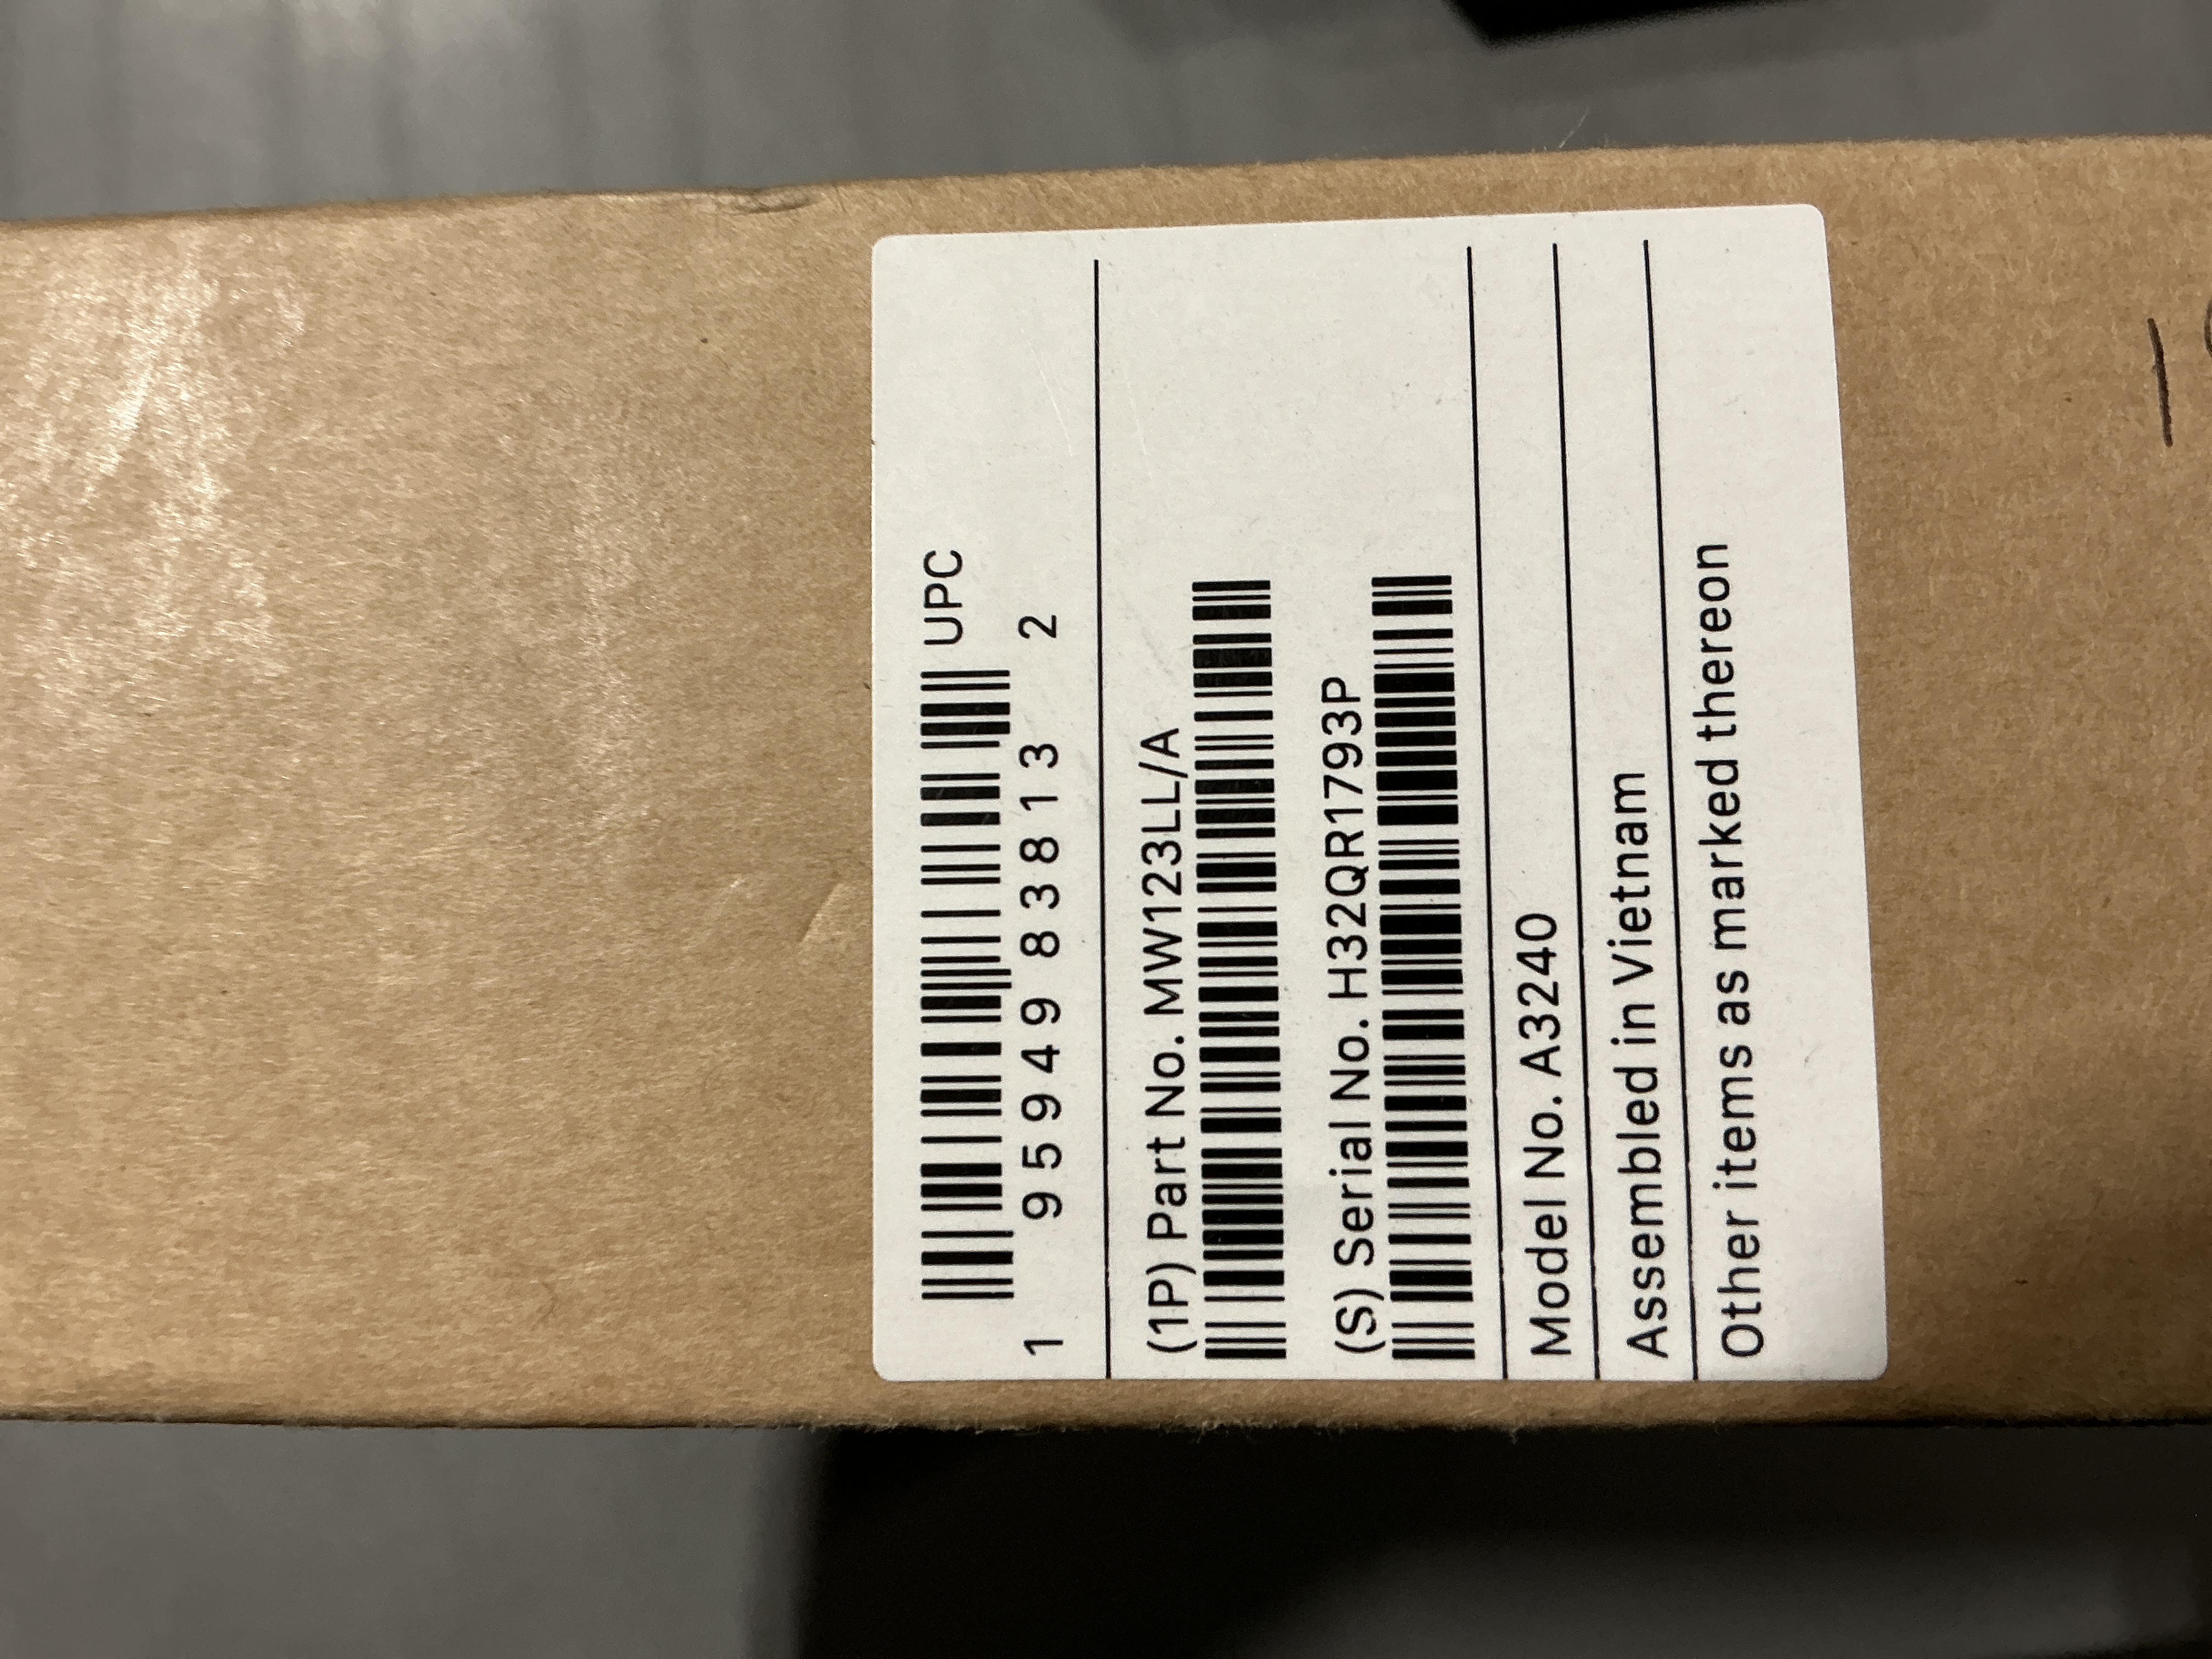 UPC
1 95949 83813 2
(1P) Part No. MW123LL/A
(S) Serial No. H32QR1793P
Model No. A3240
Assembled in Vietnam
Other items as marked thereon